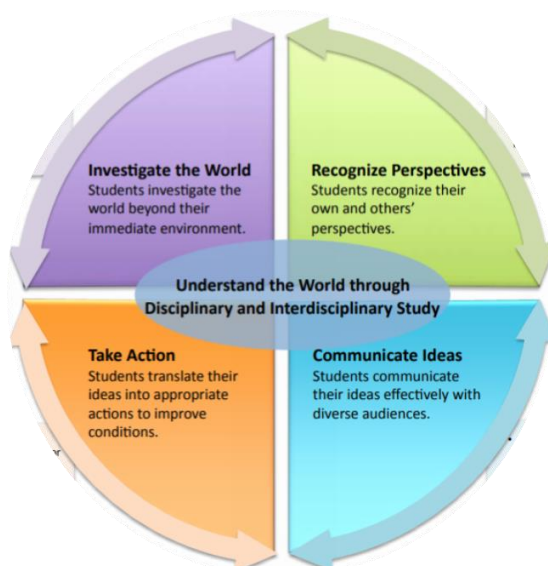 Investigate the World
Students investigate the
world beyond their
immediate environment.
Recognize Perspectives
Students recognize their
own and others'
perspectives.
Understand the World through
Disciplinary and Interdisciplinary Study
Take Action
Students translate their
ideas into appropriate
actions to improve
conditions.
Communicate Ideas
Students communicate
their ideas effectively with
diverse audiences.